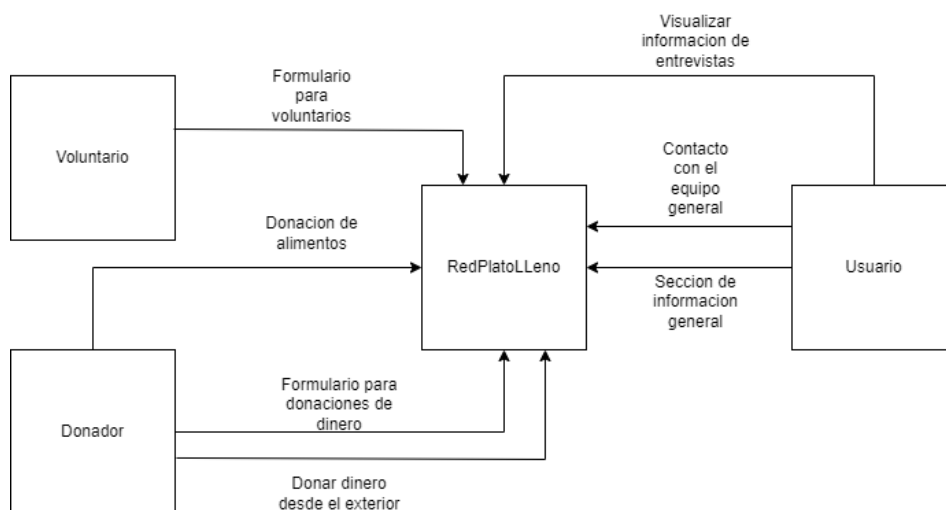 Visualizar
informacion de
entrevistas
Formulario
para
voluntarios
Voluntario
Contacto
con el
equipo
general
Donacion de
alimentos
RedPlatoLLeno
Usuario
Seccion de
informacion
general
Formulario para
donaciones de
dinero
Donador
Donar dinero
desde el exterior